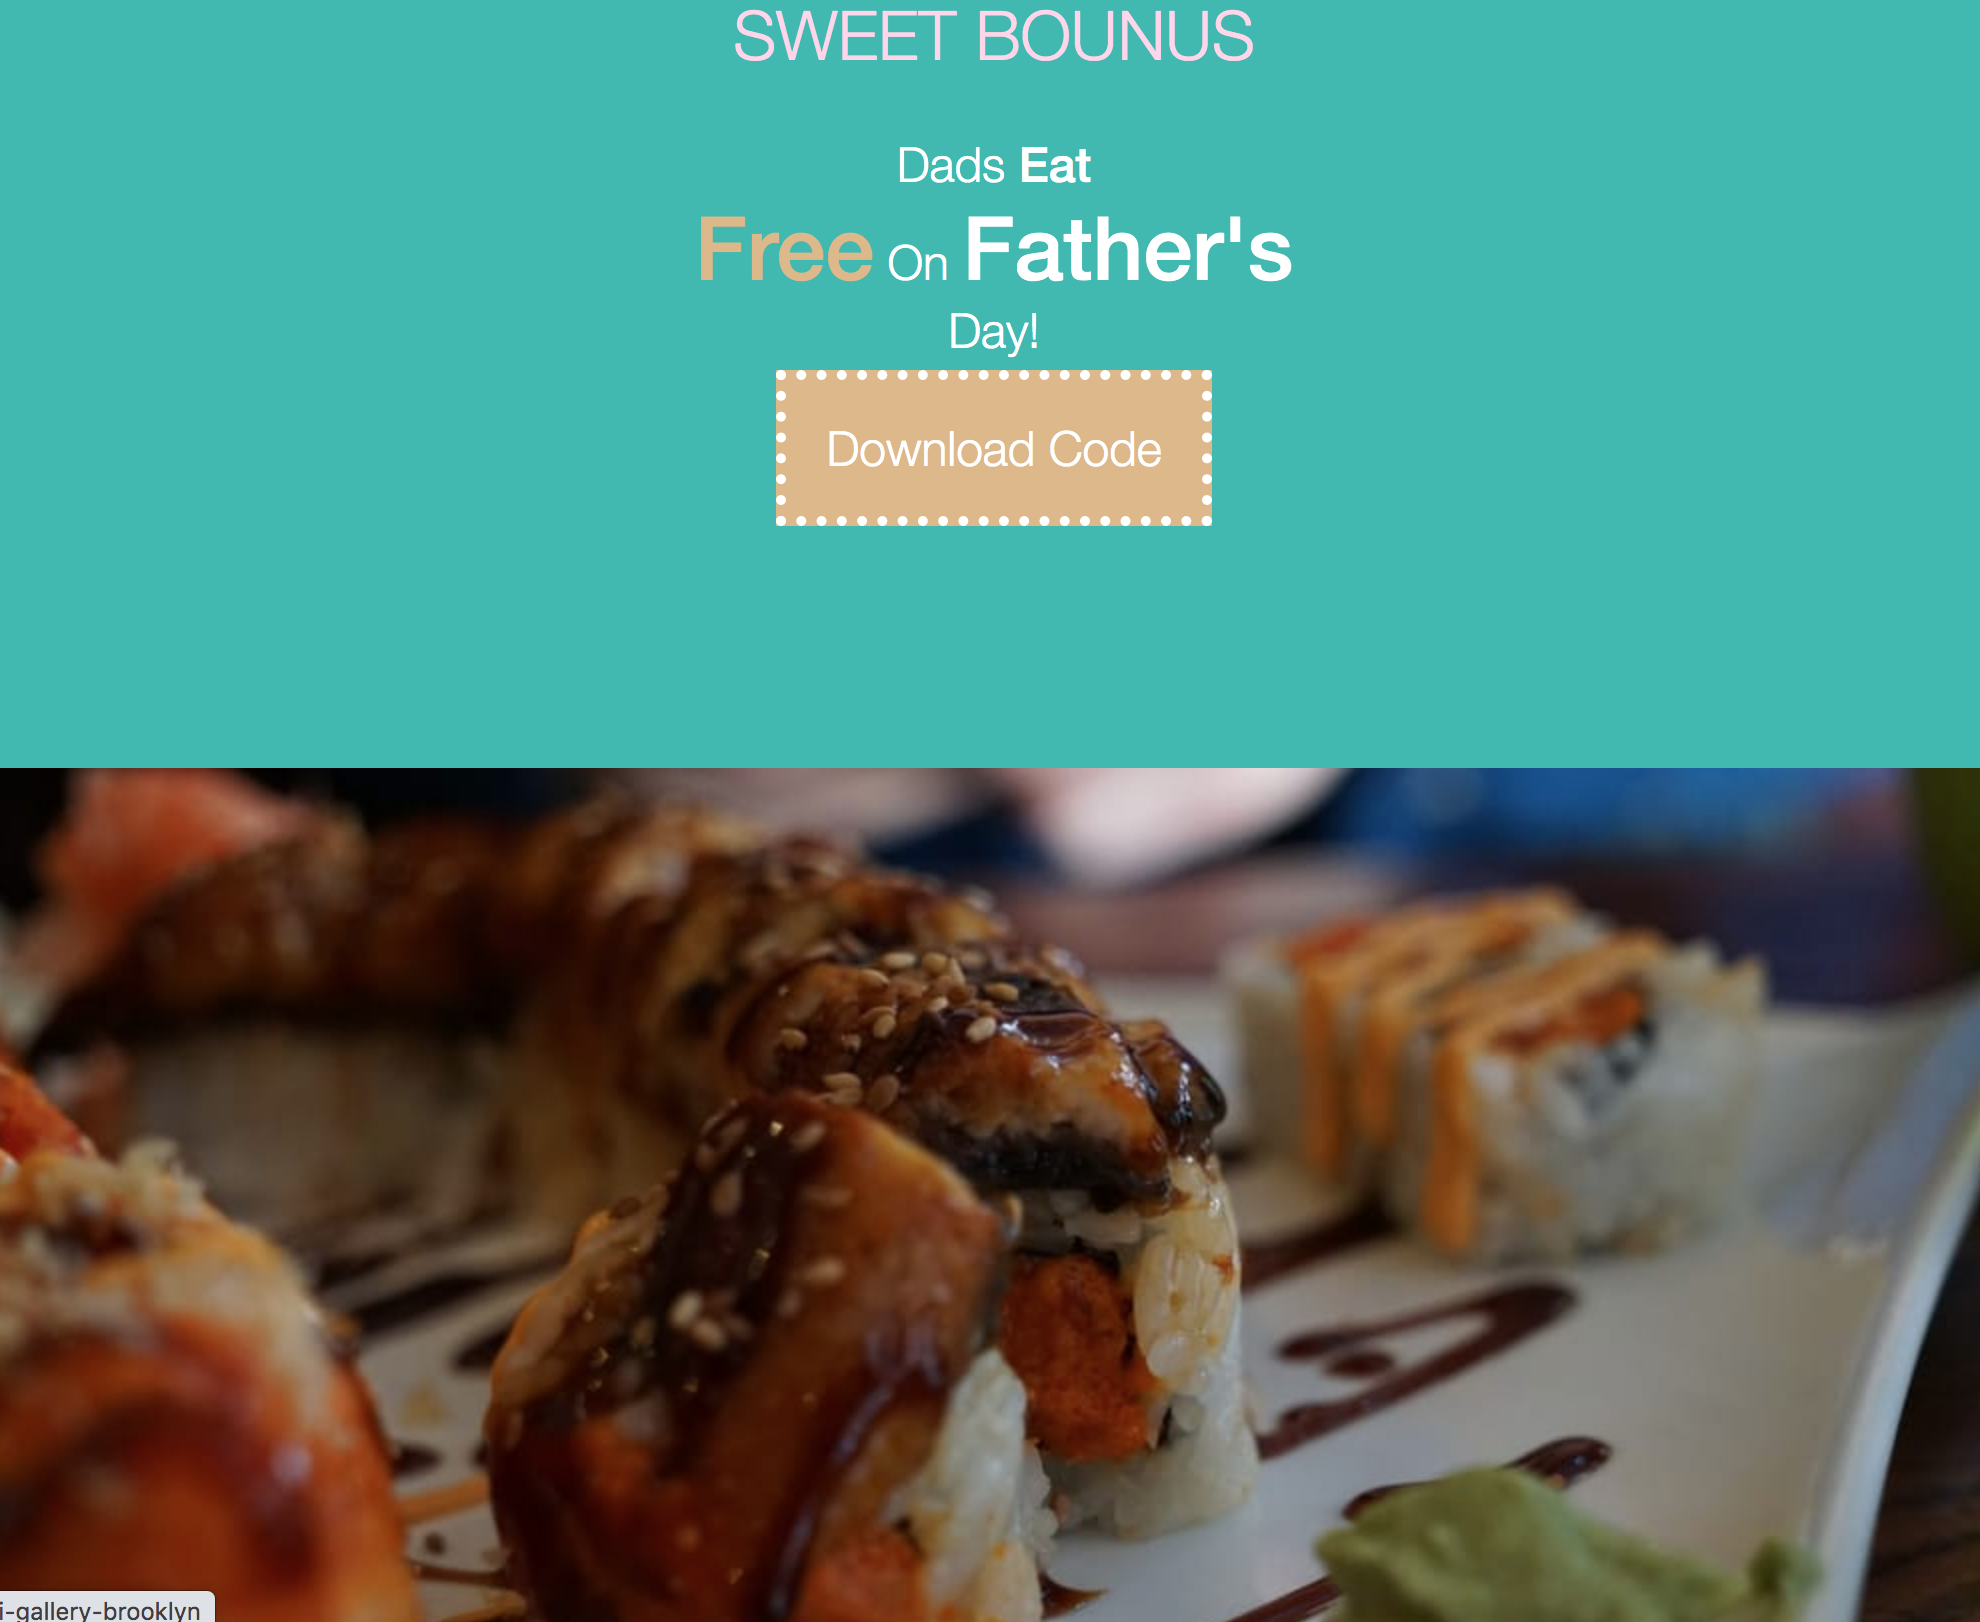 SWEET BOUNUS
Dads Eat
Free On Father's
Day!
Download Code
i-gallery-brooklyn